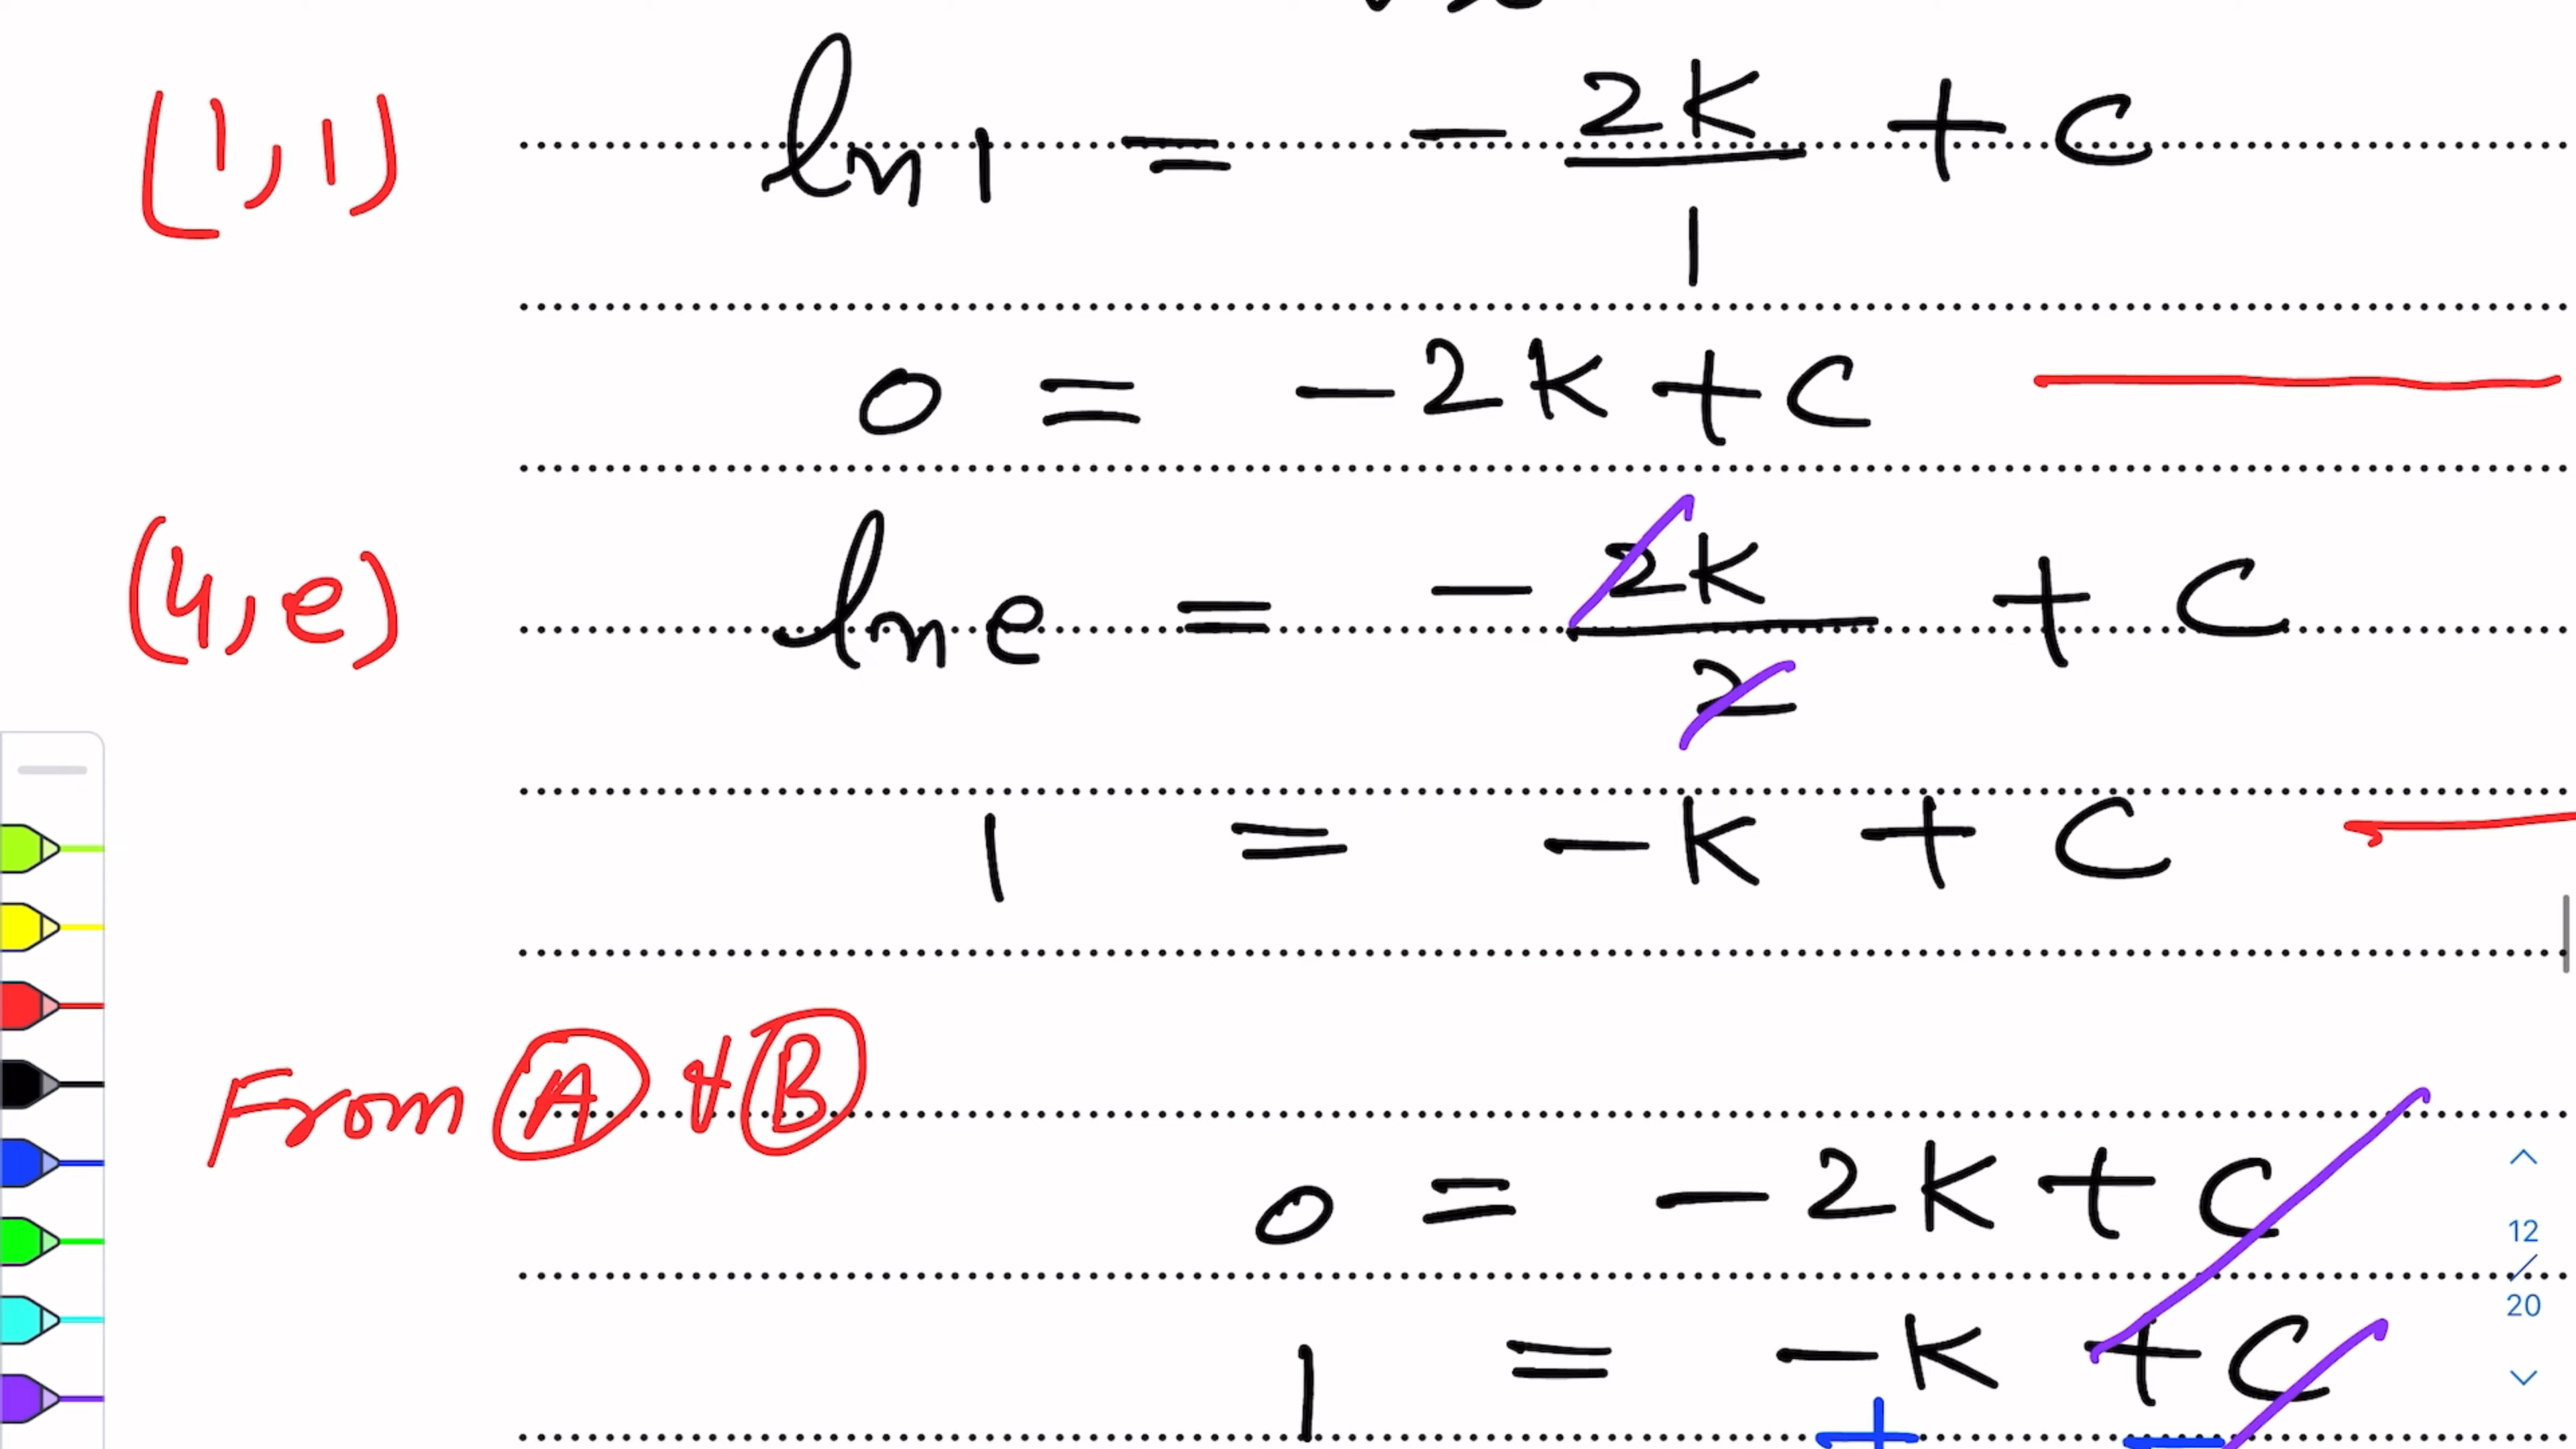 (1,1) ln 1 = - 2K/1 + C
0 = -2K + C
(4,e) ln e = - 2K/2 + C
1 = -K + C
From A & B
0 = -2K + C
1 = -K + C
+ -
12
/
20